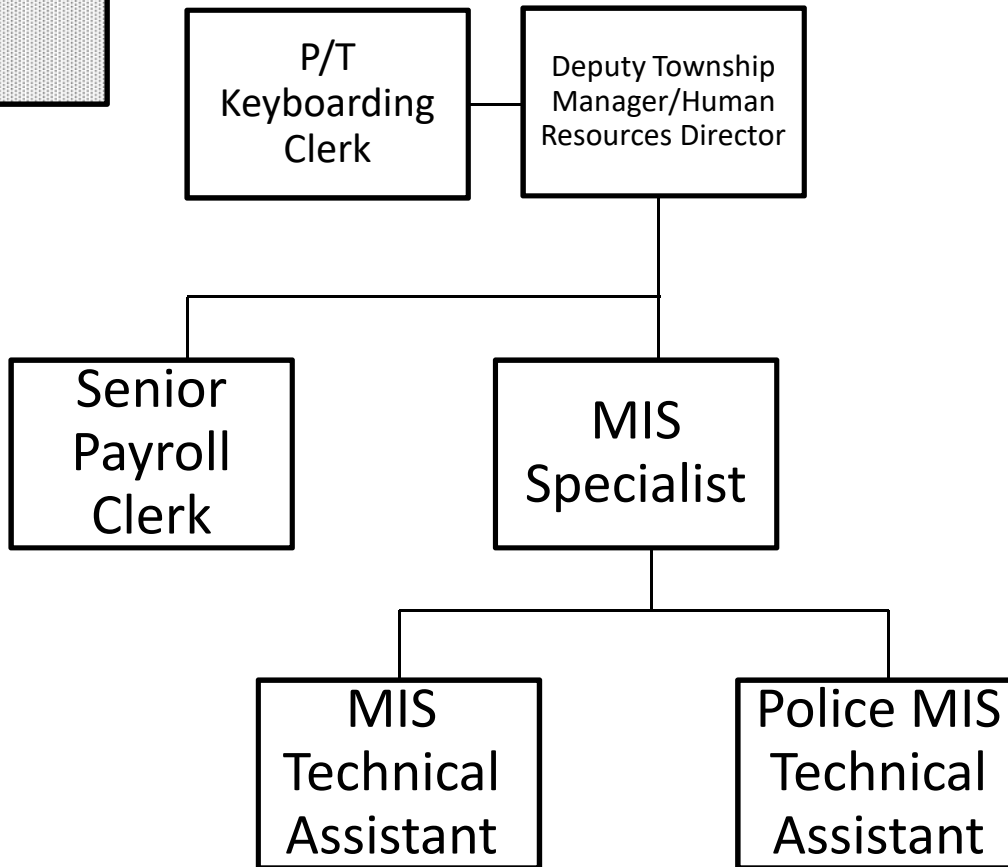 P/T
Keyboarding
Clerk
Deputy Township
Manager/Human
Resources Director
Senior
Payroll
Clerk
MIS
Specialist
MIS
Technical
Assistant
Police MIS
Technical
Assistant